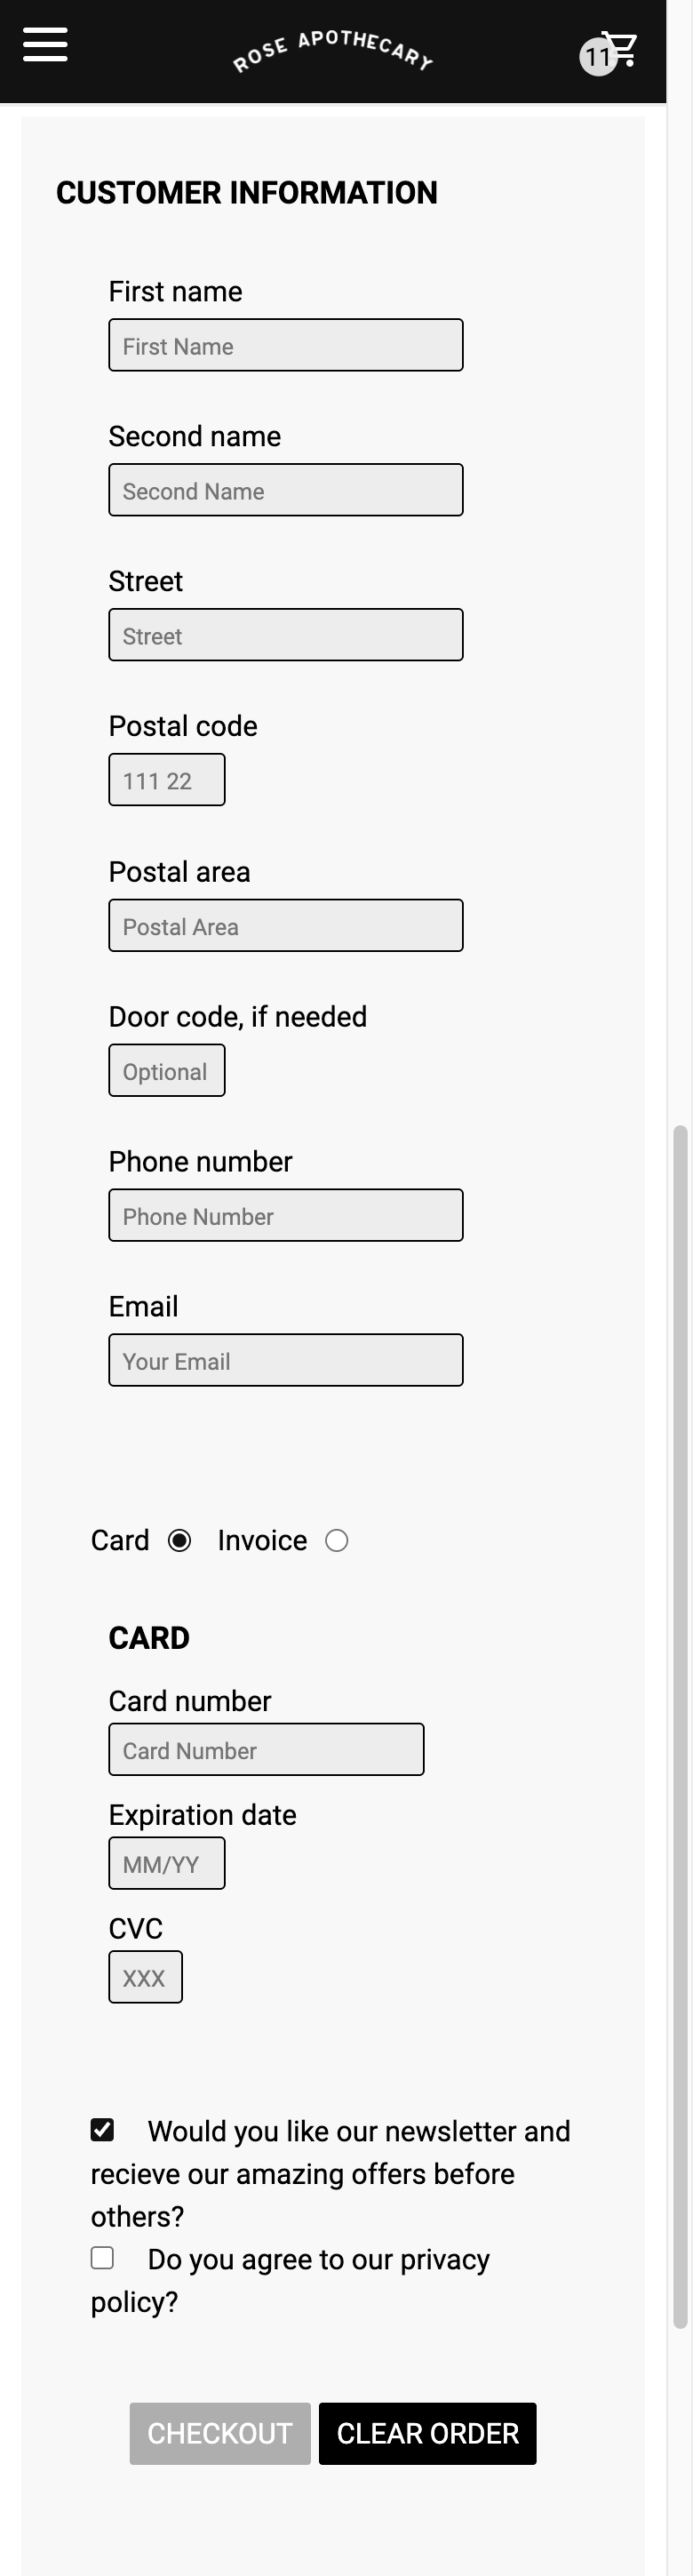 ROSE APOTHECARY
11
CUSTOMER INFORMATION
First name
First Name
Second name
Second Name
Street
Street
Postal code
111 22
Postal area
Postal Area
Door code, if needed
Optional
Phone number
Phone Number
Email
Your Email
Card Invoice
CARD
Card number
Card Number
Expiration date
MM/YY
CVC
XXX
Would you like our newsletter and
recieve our amazing offers before
others?
Do you agree to our privacy
policy?
CHECKOUT CLEAR ORDER